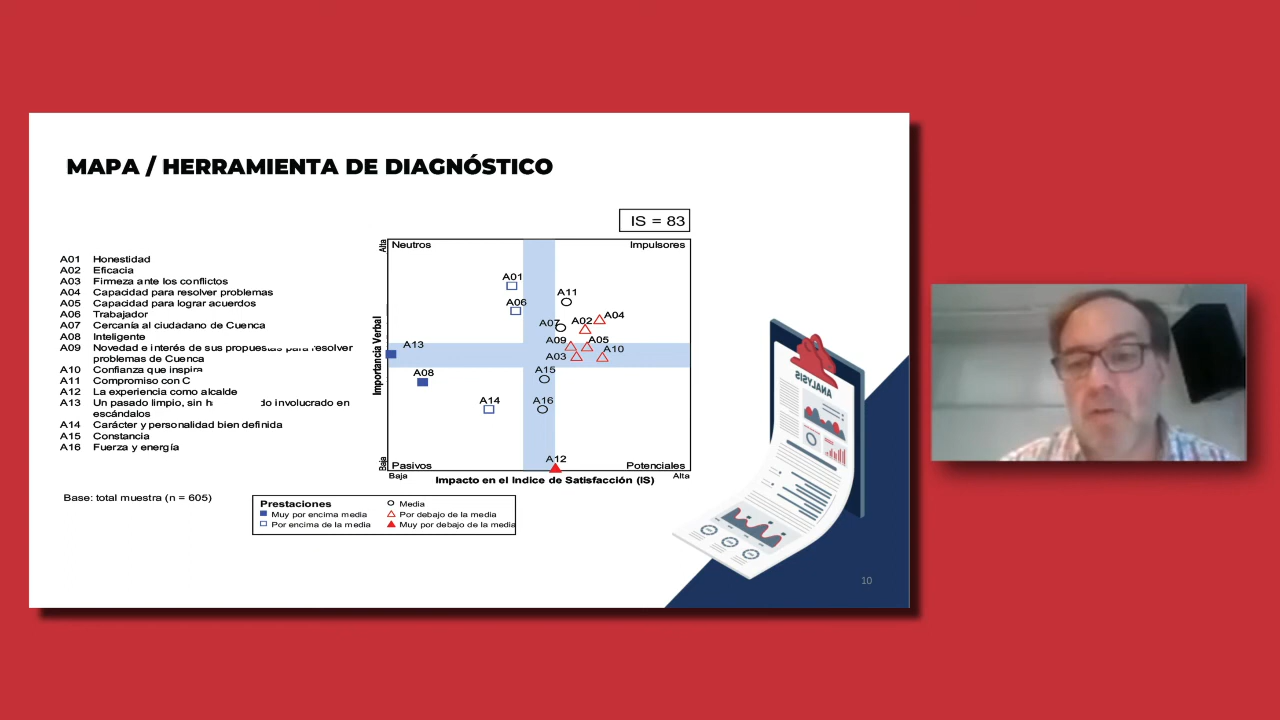 MAPA / HERRAMIENTA DE DIAGNÓSTICO
IS = 83
A01 Honestidad
A02 Eficacia
A03 Firmeza ante los conflictos
A04 Capacidad para resolver problemas
A05 Capacidad para lograr acuerdos
A06 Trabajador
A07 Cercanía al ciudadano de Cuenca
A08 Inteligente
A09 Novedad e interés de sus propuestas para resolver
problemas de Cuenca
A10 Confianza que inspira
A11 Compromiso con C
A12 La experiencia como alcalde
A13 Un pasado limpio, sin h do involucrado en
escándalos
A14 Carácter y personalidad bien definida
A15 Constancia
A16 Fuerza y energía
Base: total muestra (n = 605)
Importancia Verbal
Alta
Baja
Neutros
Impulsores
A01
A11
A06
A04
A07
A02
A13
A09
A05
A10
A03
A08
A15
A14
A16
A12
Pasivos
Potenciales
Baja
Alta
Impacto en el Indice de Satisfacción (IS)
Prestaciones
Muy por encima media
Por encima de la media
Media
Por debajo de la media
Muy por debajo de la media
ANALYSIS
10